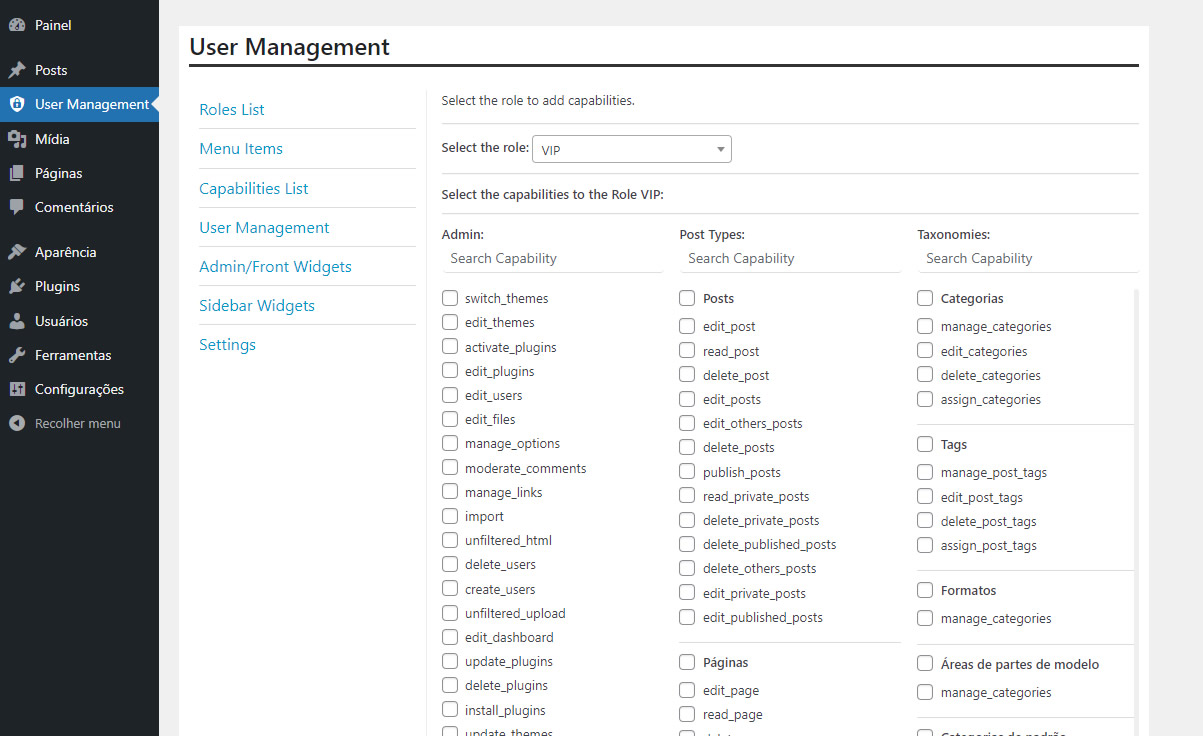 Painel
Posts
User Management
Mídia
Páginas
Comentários
Aparência
Plugins
Usuários
Ferramentas
Configurações
Recolher menu
User Management
Roles List
Menu Items
Capabilities List
User Management
Admin/Front Widgets
Sidebar Widgets
Settings
Select the role to add capabilities.
Select the role: VIP
Select the capabilities to the Role VIP:
Admin:
Search Capability
switch_themes
edit_themes
activate_plugins
edit_plugins
edit_users
edit_files
manage_options
moderate_comments
manage_links
import
unfiltered_html
delete_users
create_users
unfiltered_upload
edit_dashboard
update_plugins
delete_plugins
install_plugins
update_themes
Post Types:
Search Capability
Posts
edit_post
read_post
delete_post
edit_posts
edit_others_posts
delete_posts
publish_posts
read_private_posts
delete_private_posts
delete_published_posts
delete_others_posts
edit_private_posts
edit_published_posts
Páginas
edit_page
read_page
Taxonomies:
Search Capability
Categorias
manage_categories
edit_categories
delete_categories
assign_categories
Tags
manage_post_tags
edit_post_tags
delete_post_tags
assign_post_tags
Formatos
manage_categories
Áreas de partes de modelo
manage_categories
Categorias de padrão